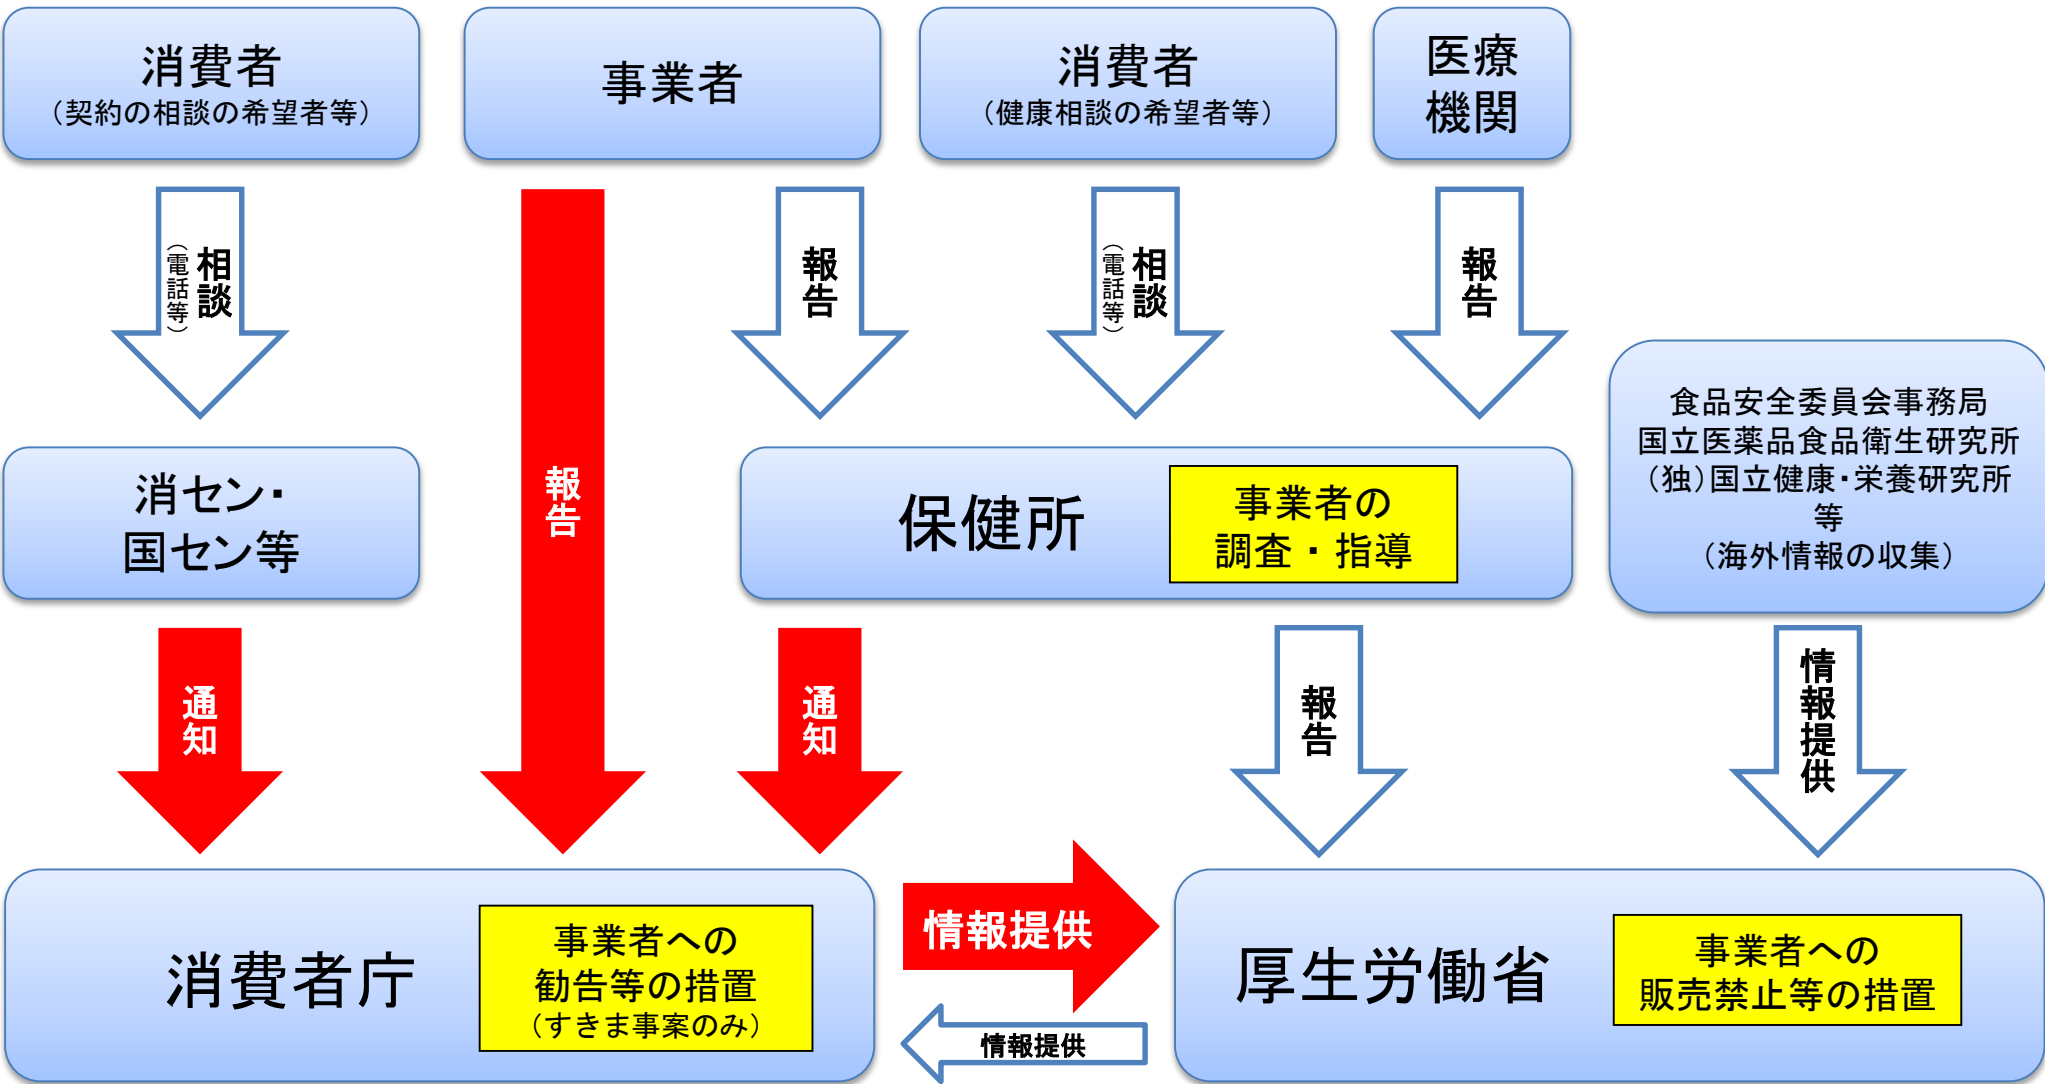 消費者
（契約の相談の希望者等）
事業者
消費者
（健康相談の希望者等）
医療
機関
相談
（電話等）
報告
相談
（電話等）
報告
報告
消セン・
国セン等
保健所
事業者の
調査・指導
食品安全委員会事務局
国立医薬品食品衛生研究所
（独）国立健康・栄養研究所
等
（海外情報の収集）
通知
通知
報告
情報提供
消費者庁
事業者への
勧告等の措置
（すきま事案のみ）
情報提供
情報提供
厚生労働省
事業者への
販売禁止等の措置